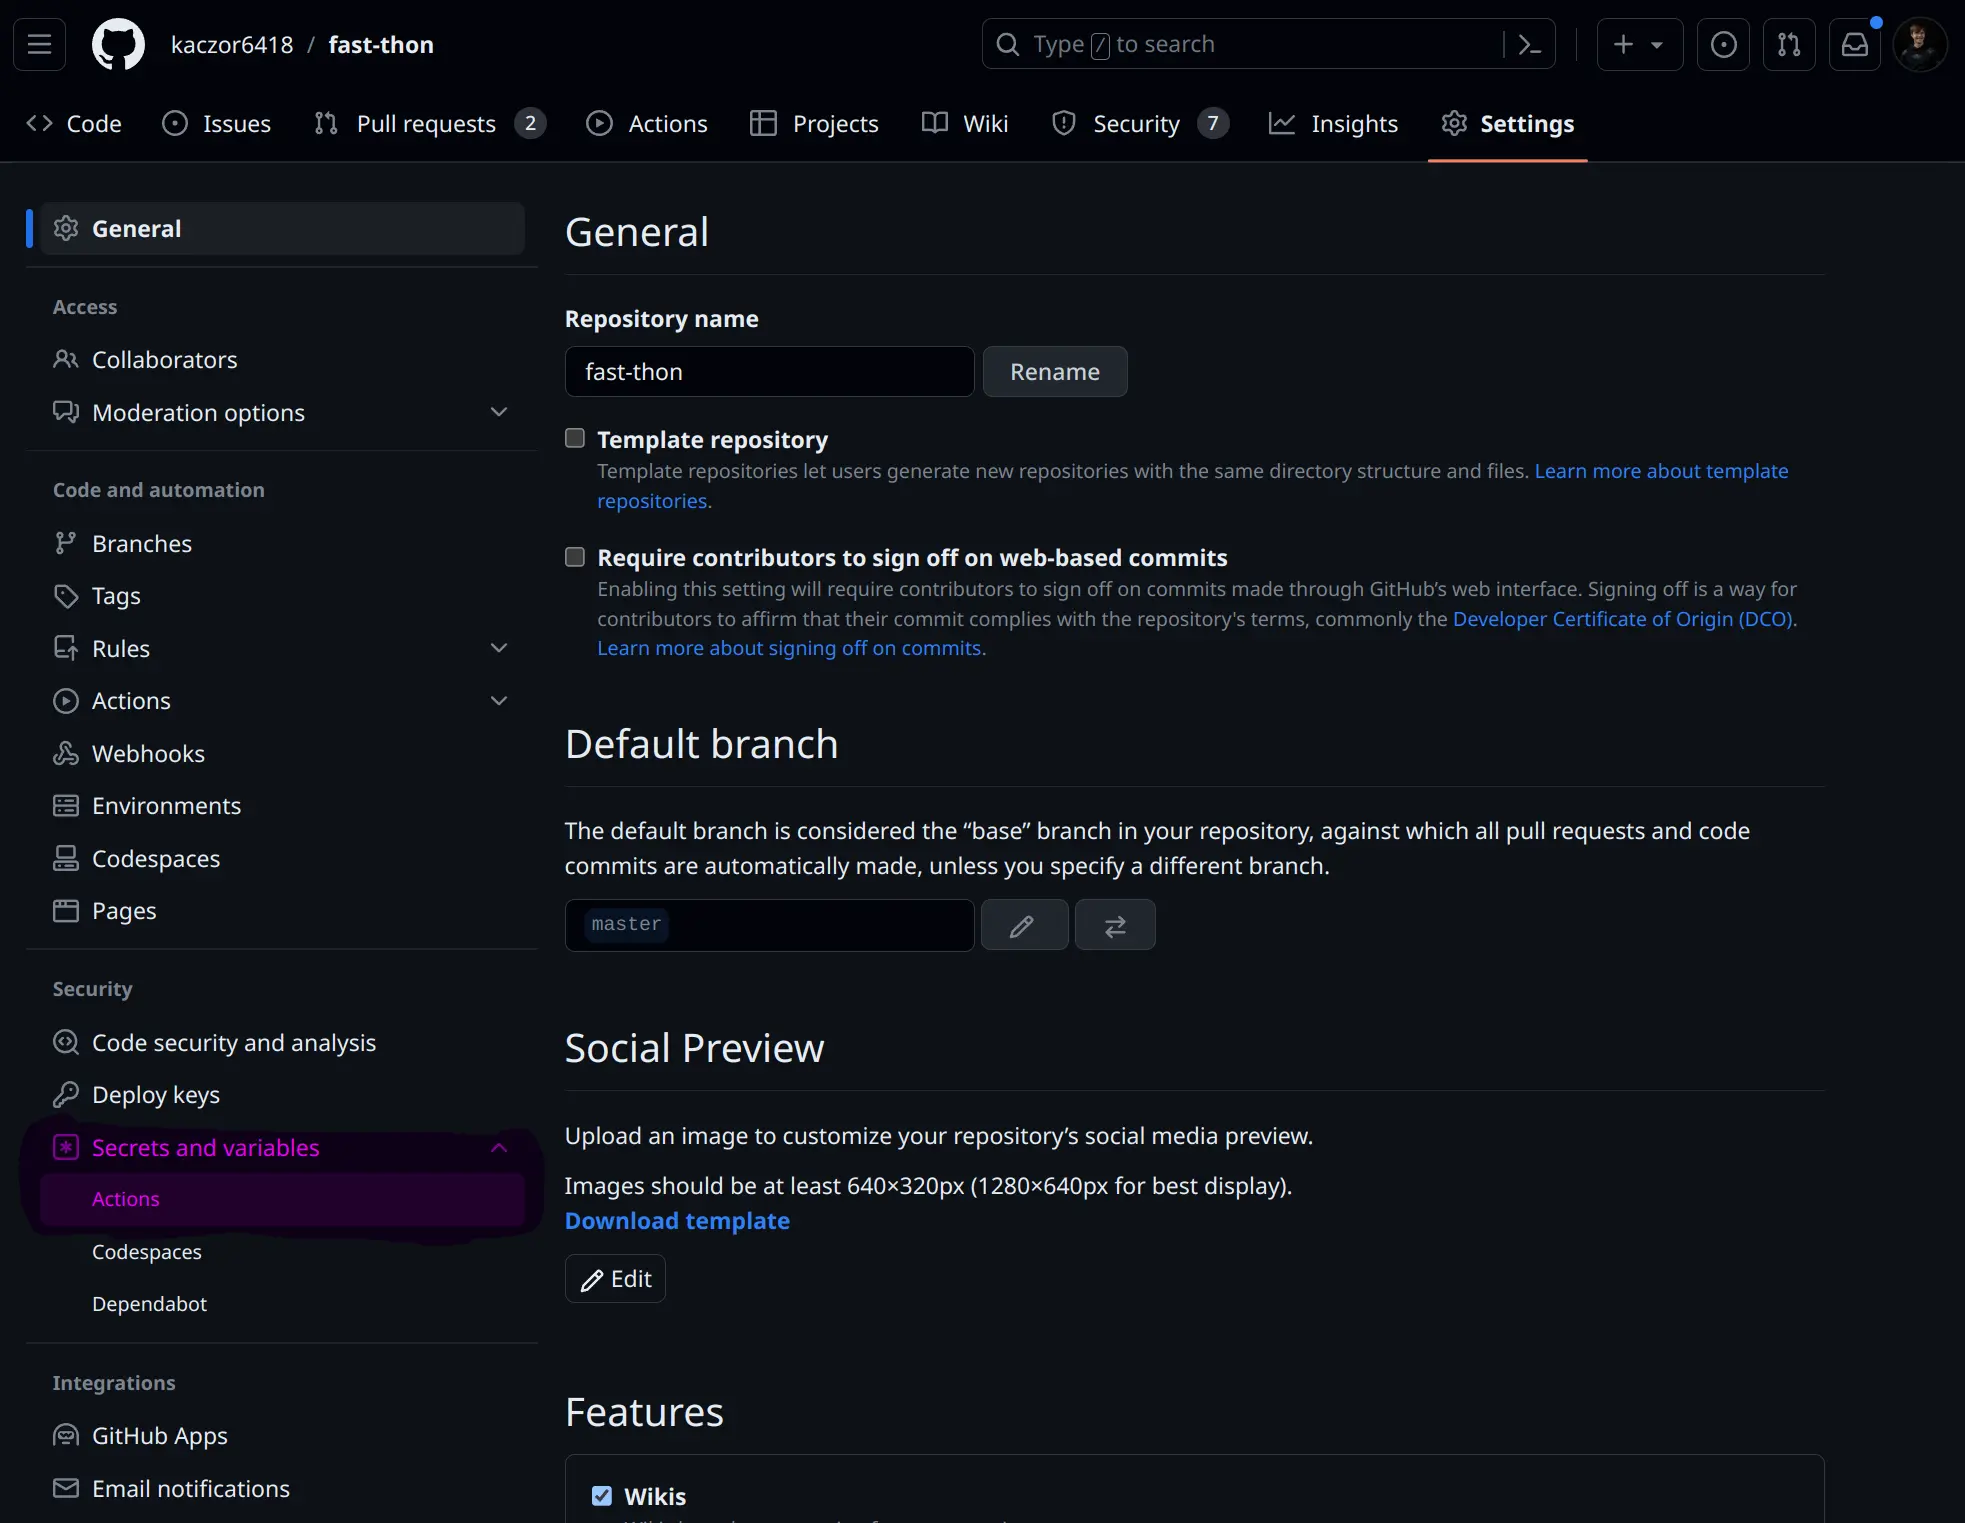 kaczor6418 / fast-thon
Type / to search
Code
Issues
Pull requests 2
Actions
Projects
Wiki
Security 7
Insights
Settings
General
Access
Collaborators
Moderation options
Code and automation
Branches
Tags
Rules
Actions
Webhooks
Environments
Codespaces
Pages
Security
Code security and analysis
Deploy keys
Secrets and variables
Actions
Codespaces
Dependabot
Integrations
GitHub Apps
Email notifications
General
Repository name
fast-thon
Rename
Template repository
Template repositories let users generate new repositories with the same directory structure and files. Learn more about template
repositories.
Require contributors to sign off on web-based commits
Enabling this setting will require contributors to sign off on commits made through GitHub’s web interface. Signing off is a way for
contributors to affirm that their commit complies with the repository's terms, commonly the Developer Certificate of Origin (DCO).
Learn more about signing off on commits.
Default branch
The default branch is considered the “base” branch in your repository, against which all pull requests and code
commits are automatically made, unless you specify a different branch.
master
Social Preview
Upload an image to customize your repository’s social media preview.
Images should be at least 640×320px (1280×640px for best display).
Download template
Edit
Features
Wikis